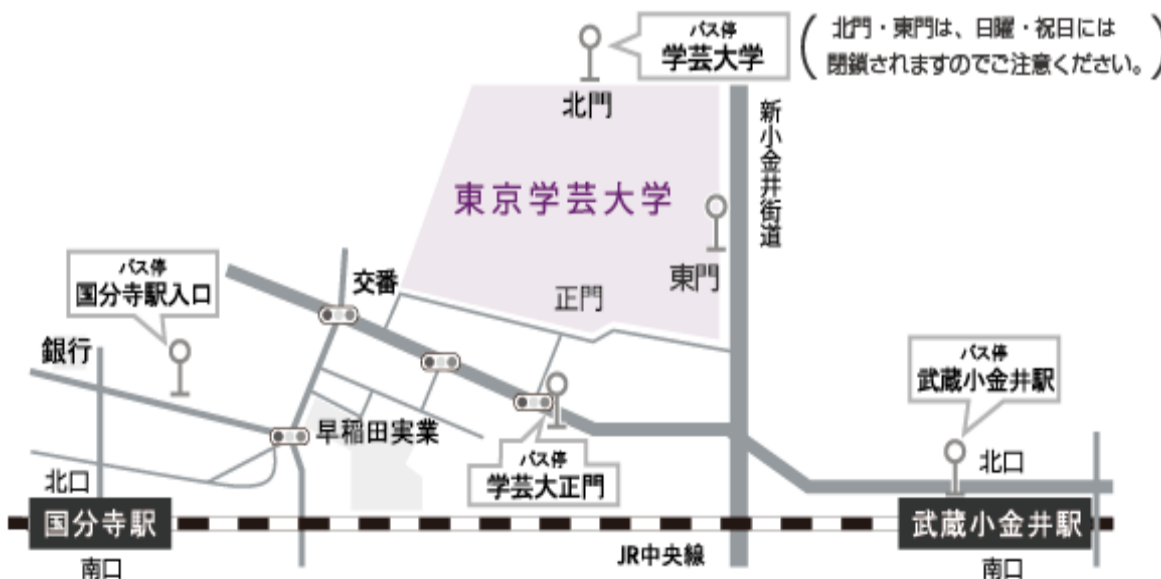 バス停
学芸大学
北門・東門は、日曜・祝日には
閉鎖されますのでご注意ください。
北門
新小金井街道
東京学芸大学
東門
正門
バス停
国分寺駅入口
交番
銀行
バス停
武蔵小金井駅
早稲田実業
バス停
学芸大正門
北口
国分寺駅
南口
JR中央線
北口
武蔵小金井駅
南口